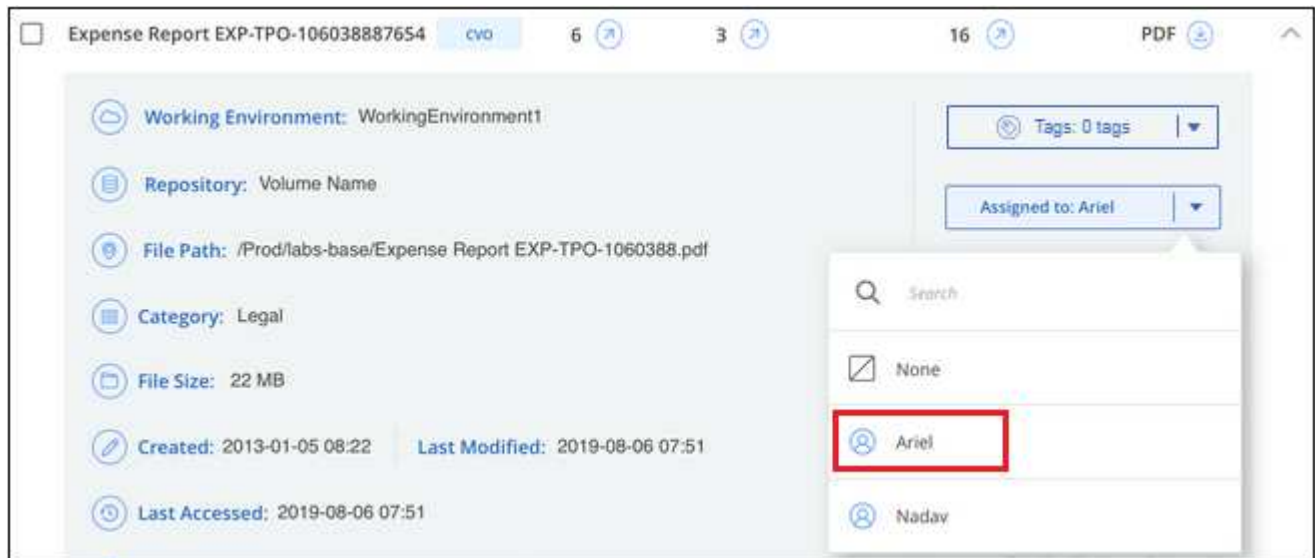 Expense Report EXP-TPO-106038887654 CVO 6 3 16 PDF
Working Environment: WorkingEnvironment1
Tags: 0 tags
Repository: Volume Name
Assigned to: Ariel
File Path: /Prod/labs-base/Expense Report EXP-TPO-1060388.pdf
Search
Category: Legal
None
File Size: 22 MB
Ariel
Created: 2013-01-05 08:22 Last Modified: 2019-08-06 07:51
Last Accessed: 2019-08-06 07:51
Nadav